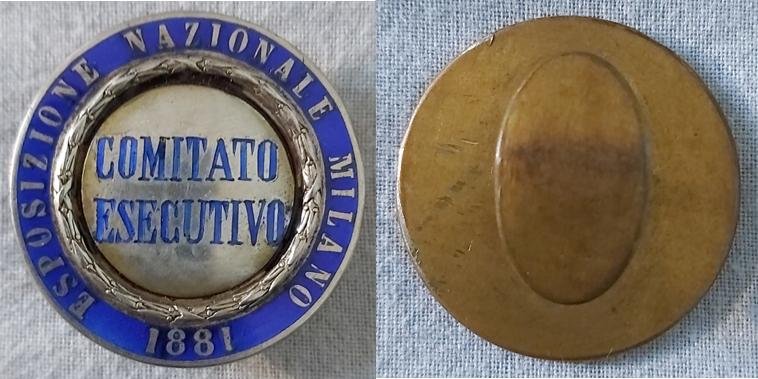 ESPOSIZIONE NAZIONALE MILANO
1881
COMITATO
ESECUTIVO